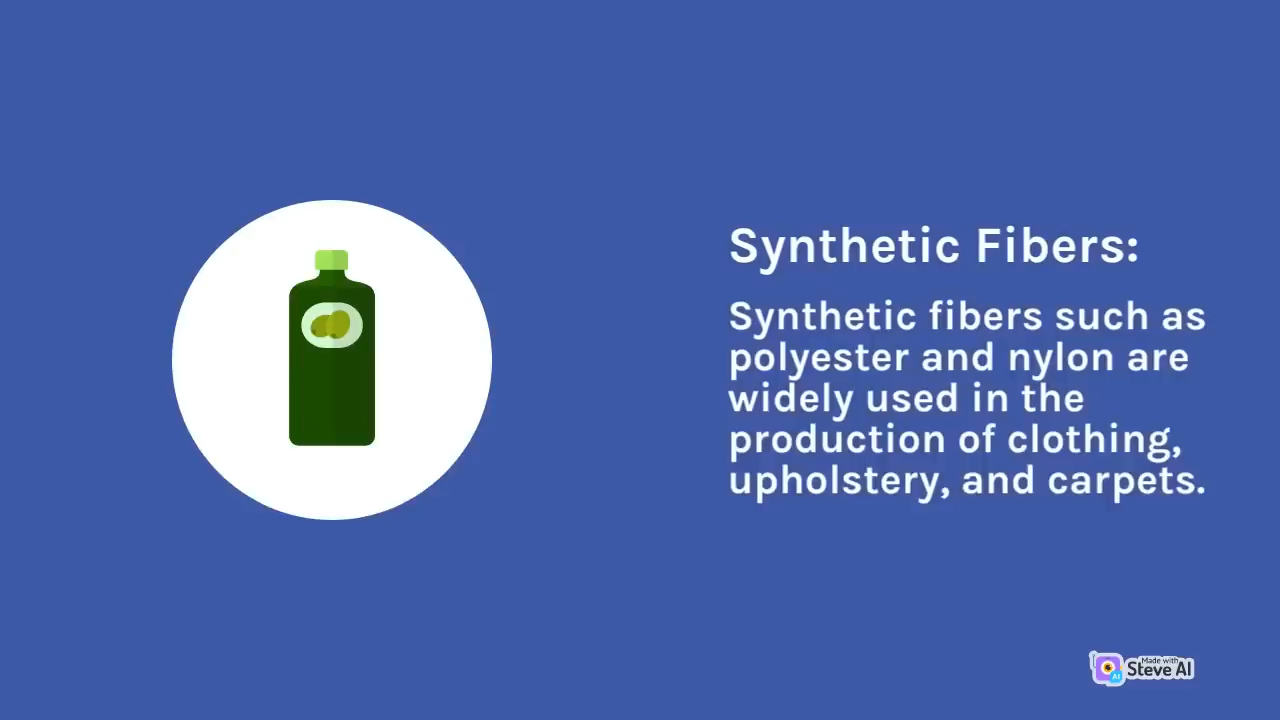 Synthetic Fibers:
Synthetic fibers such as
polyester and nylon are
widely used in the
production of clothing,
upholstery, and carpets.
Made with
Steve AI
AI